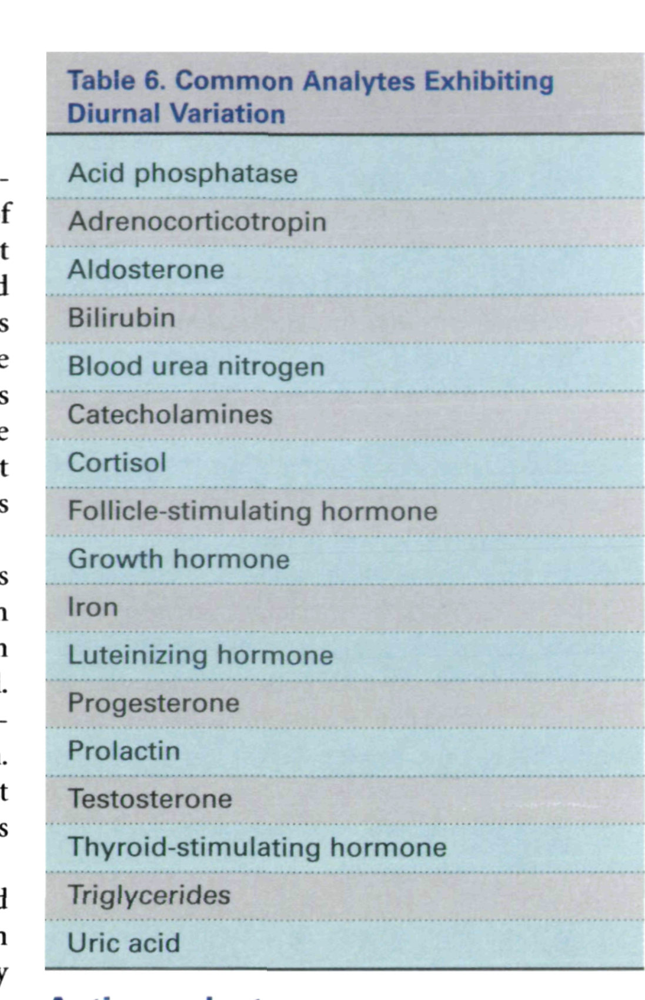 Table 6. Common Analytes Exhibiting
Diurnal Variation
Acid phosphatase
Adrenocorticotropin
Aldosterone
Bilirubin
Blood urea nitrogen
Catecholamines
Cortisol
Follicle-stimulating hormone
Growth hormone
Iron
Luteinizing hormone
Progesterone
Prolactin
Testosterone
Thyroid-stimulating hormone
Triglycerides
Uric acid